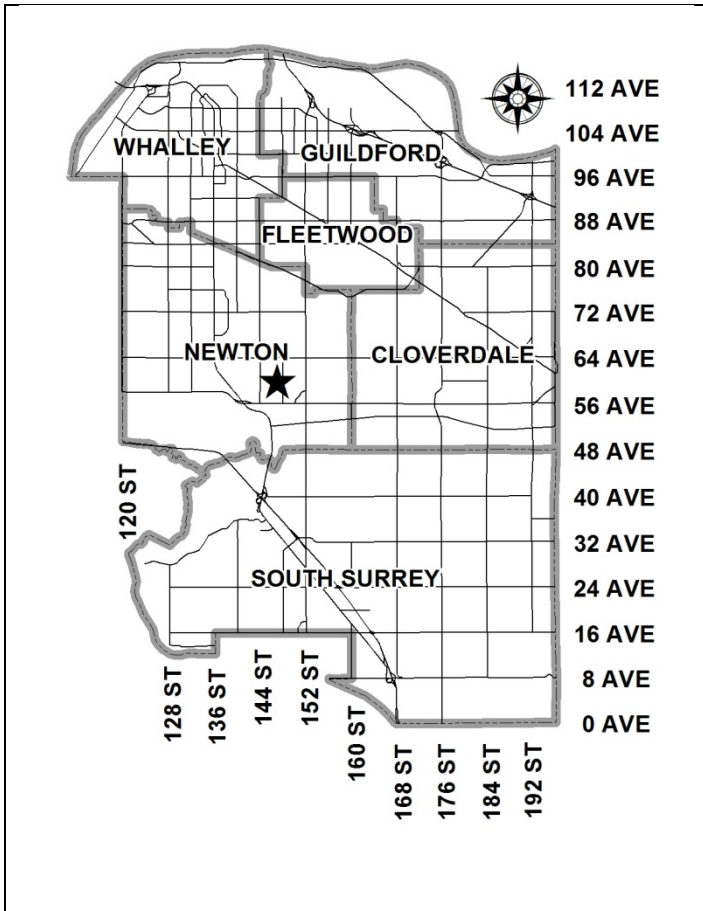 112 AVE
104 AVE
WHALLEY
GUILDFORD
96 AVE
88 AVE
FLEETWOOD
80 AVE
72 AVE
NEWTON
CLOVERDALE
64 AVE
56 AVE
48 AVE
120 ST
40 AVE
32 AVE
SOUTH SURREY
24 AVE
16 AVE
8 AVE
0 AVE
128 ST
136 ST
144 ST
152 ST
160 ST
168 ST
176 ST
184 ST
192 ST